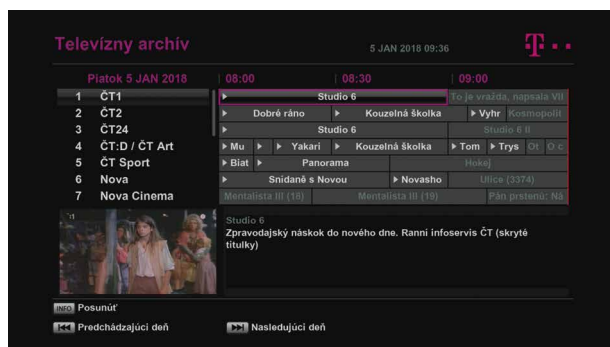 Televízny archív
5 JAN 2018 09:36
T
Piatok 5 JAN 2018 08:00 08:30 09:00
1 ČT1 Studio 6 To je vražda, napsala VII
2 ČT2 Dobré ráno Kouzelná školka Vyhr Kosmopolit
3 ČT24 Studio 6 Studio 6 II
4 ČT:D / ČT Art Mu Yakari Kouzelná školka Tom Trys Ot O c
5 ČT Sport Biat Panorama Hokej
6 Nova Snídaně s Novou Novasho Ulice (3374)
7 Nova Cinema Mentalista III (18) Mentalista III (19) Pán prstenů: Ná
Studio 6
Zpravodajský náskok do nového dne. Ranní infoservis ČT (skryté
titulky)
INFO Posunúť
Predchádzajúci deň Nasledujúci deň